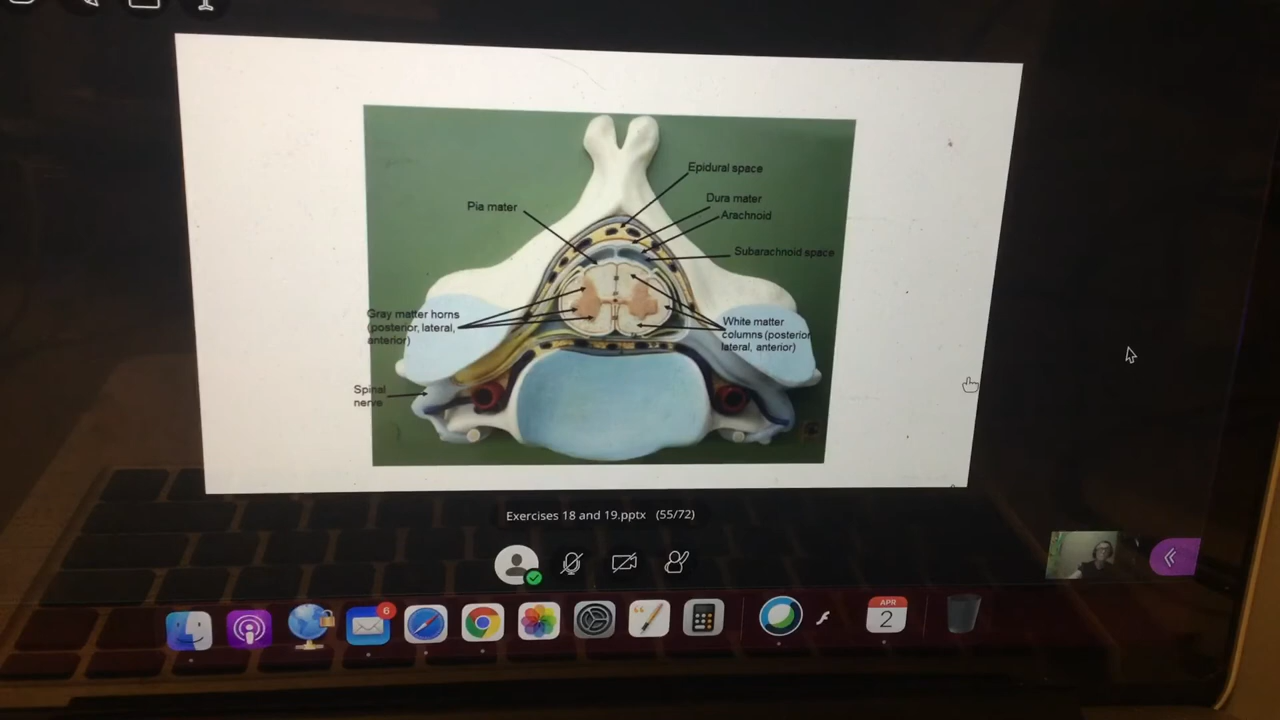 Epidural space
Dura mater
Pia mater
Arachnoid
Subarachnoid space
Gray matter horns
(posterior, lateral,
anterior)
White matter
columns (posterior
lateral, anterior)
Spinal
nerve
Exercises 18 and 19.pptx (55/72)
6
APR
2